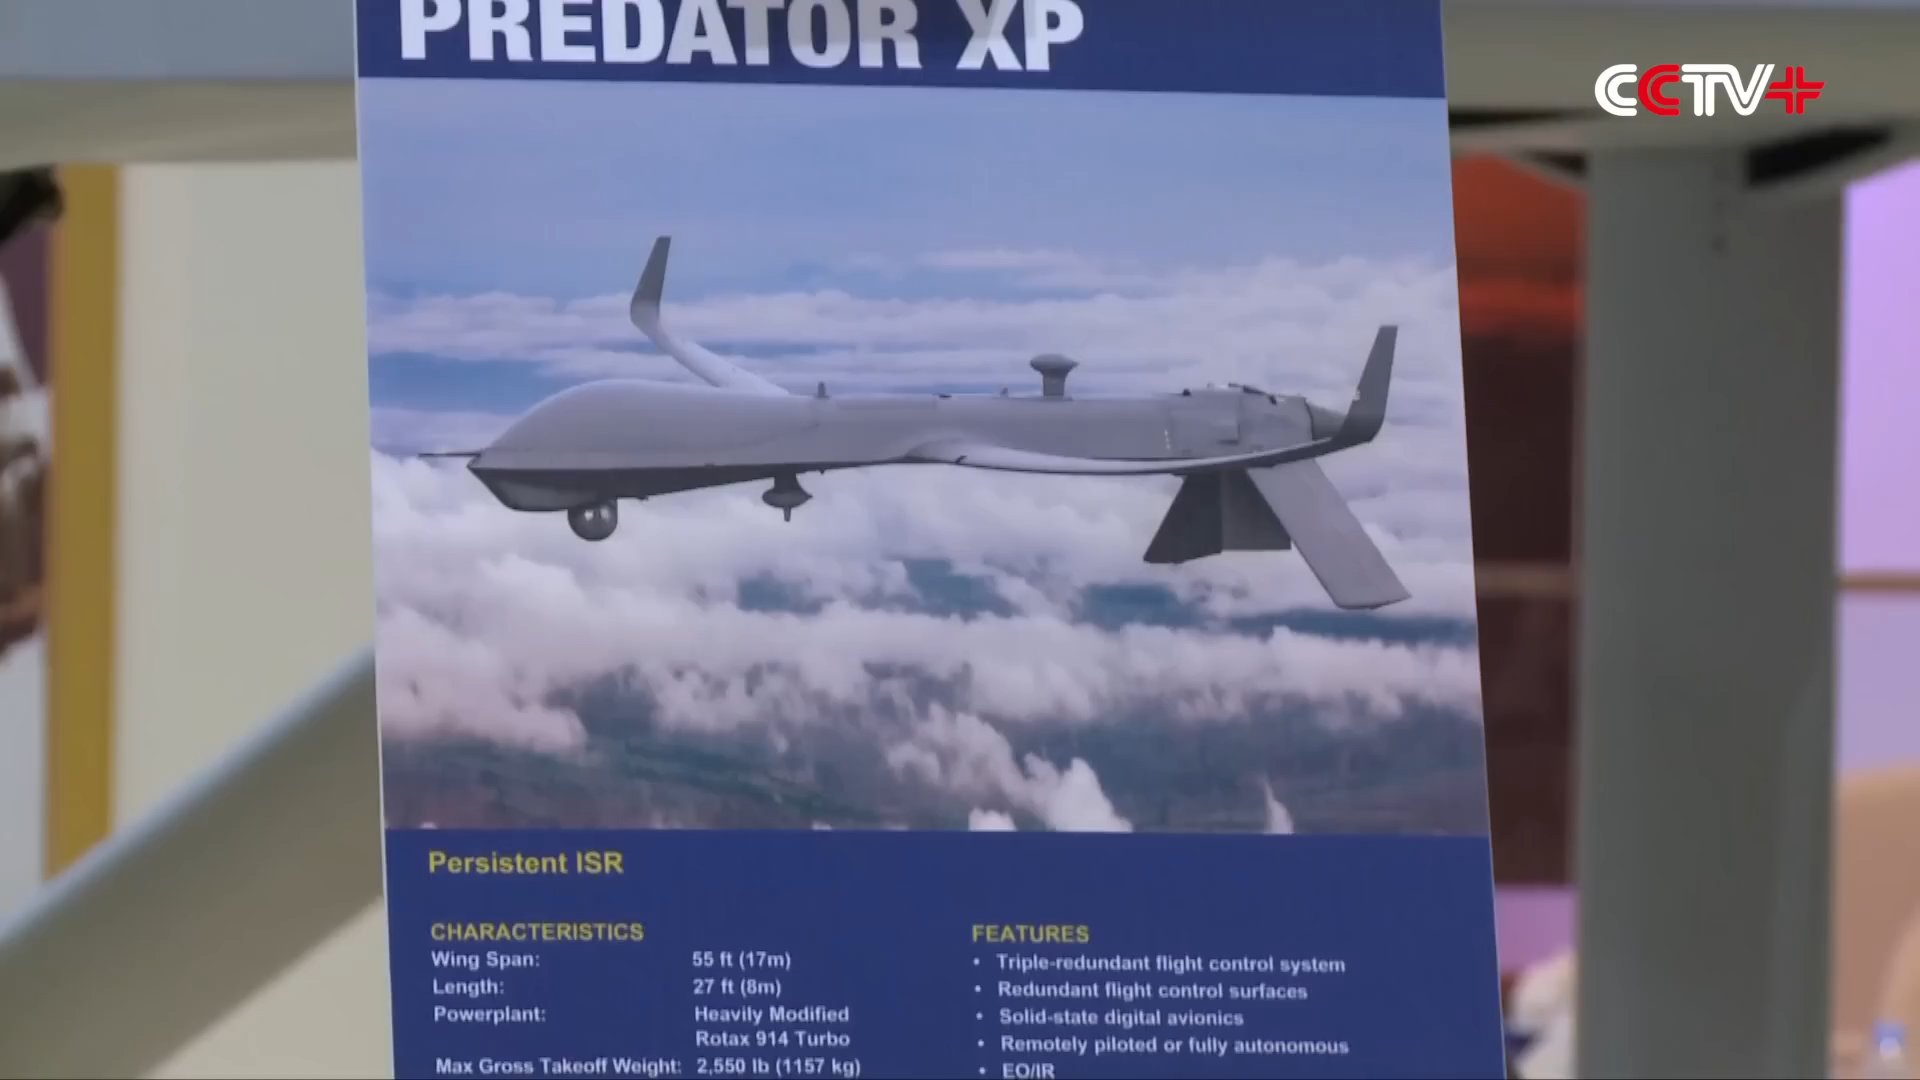 PREDATOR XP
CCTV+
Persistent ISR
CHARACTERISTICS
Wing Span: 55 ft (17m)
Length: 27 ft (8m)
Powerplant: Heavily Modified
Rotax 914 Turbo
Max Gross Takeoff Weight: 2,550 lb (1157 kg)
FEATURES
• Triple-redundant flight control system
• Redundant flight control surfaces
• Solid-state digital avionics
• Remotely piloted or fully autonomous
• EO/IR